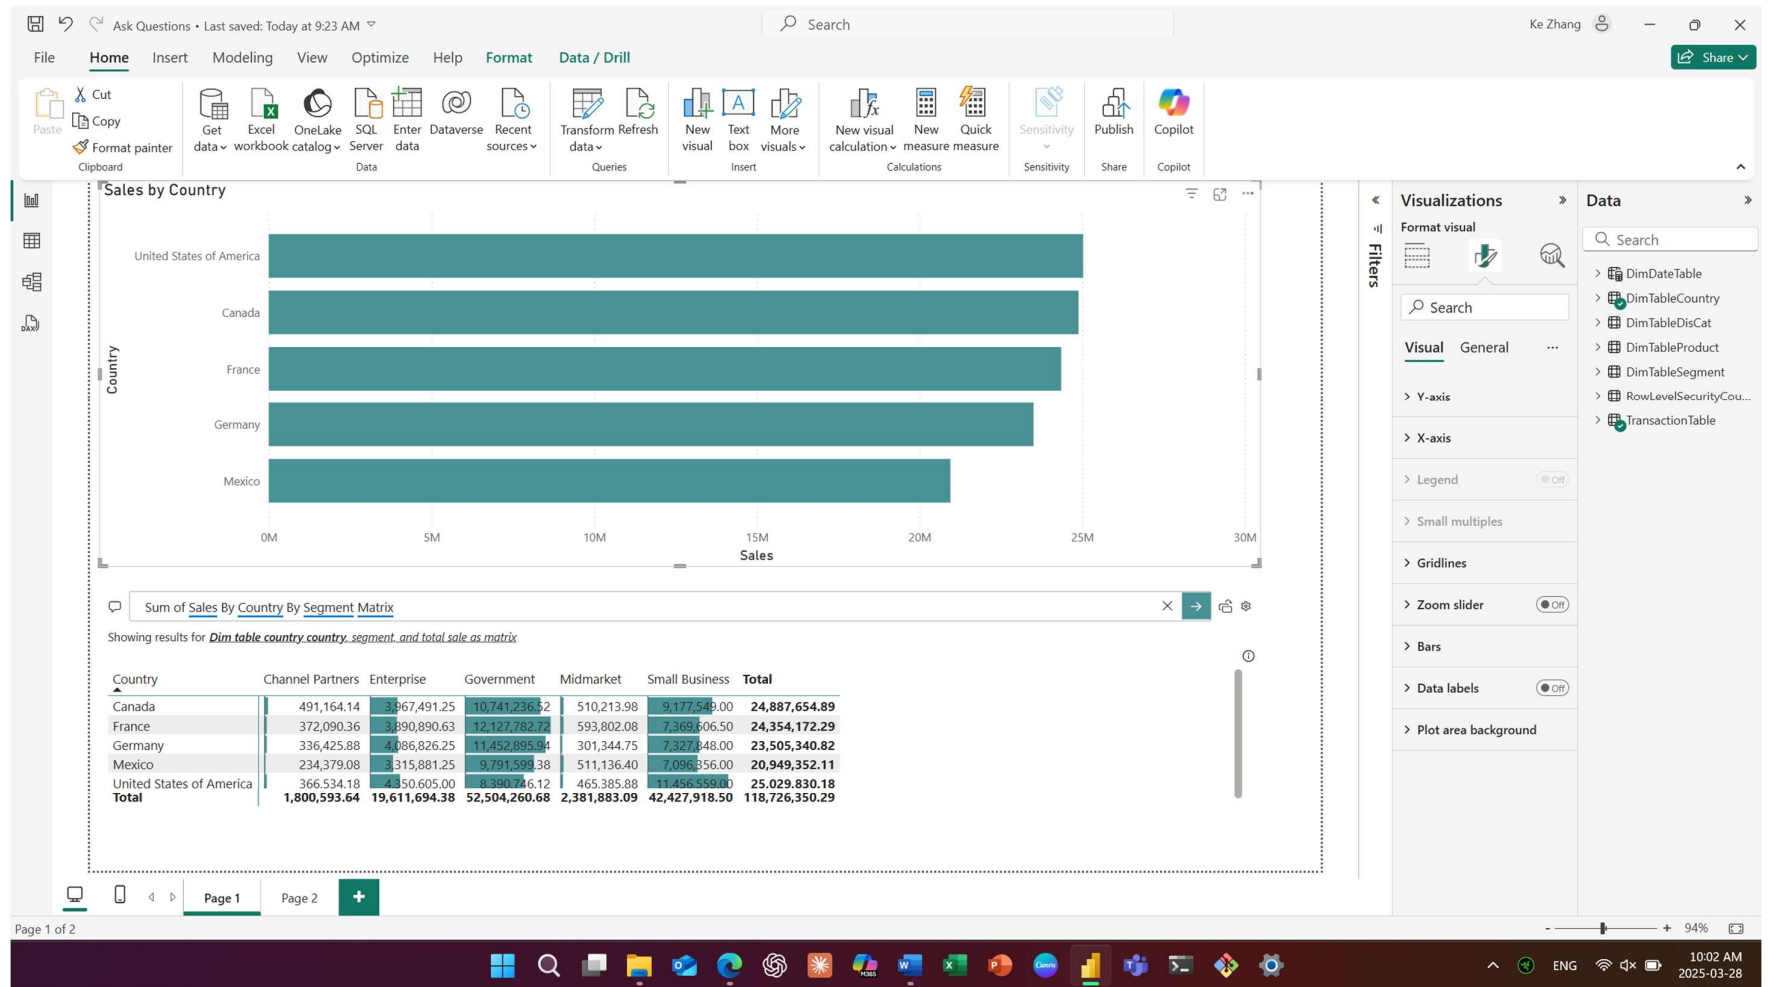 Ask Questions • Last saved: Today at 9:23 AM
Search
Ke Zhang
File Home Insert Modeling View Optimize Help Format Data / Drill
Share
Paste
Cut
Copy
Format painter
Clipboard
Get data
Excel workbook
OneLake catalog
SQL Server
Enter data
Dataverse
Recent sources
Data
Transform data
Refresh
Queries
New visual
Text box
A
More visuals
Insert
New visual calculation
New measure
Quick measure
Calculations
Sensitivity
Sensitivity
Publish
Share
Copilot
Copilot
DAX
Sales by Country
United States of America
Canada
France
Germany
Mexico
Country
0M 5M 10M 15M 20M 25M 30M
Sales
Sum of Sales By Country By Segment Matrix
Showing results for Dim table country country, segment, and total sale as matrix
Country Channel Partners Enterprise Government Midmarket Small Business Total
Canada 491,164.14 3,967,491.25 10,741,236.52 510,213.98 9,177,549.00 24,887,654.89
France 372,090.36 3,890,890.63 12,127,782.72 593,802.08 7,369,606.50 24,354,172.29
Germany 336,425.88 4,086,826.25 11,452,895.94 301,344.75 7,327,848.00 23,505,340.82
Mexico 234,379.08 3,315,881.25 9,791,599.38 511,136.40 7,096,356.00 20,949,352.11
United States of America 366,534.18 4,350,605.00 8,390,746.12 465,385.88 11,456,559.00 25,029,830.18
Total 1,800,593.64 19,611,694.38 52,504,260.68 2,381,883.09 42,427,918.50 118,726,350.29
Filters
Visualizations
Format visual
Search
Visual General
Y-axis
X-axis
Legend Off
Small multiples
Gridlines
Zoom slider Off
Bars
Data labels Off
Plot area background
Data
Search
DimDateTable
DimTableCountry
DimTableDisCat
DimTableProduct
DimTableSegment
RowLevelSecurityCou...
TransactionTable
Page 1 Page 2
Page 1 of 2
94%
M365
Canva
ENG
10:02 AM
2025-03-28